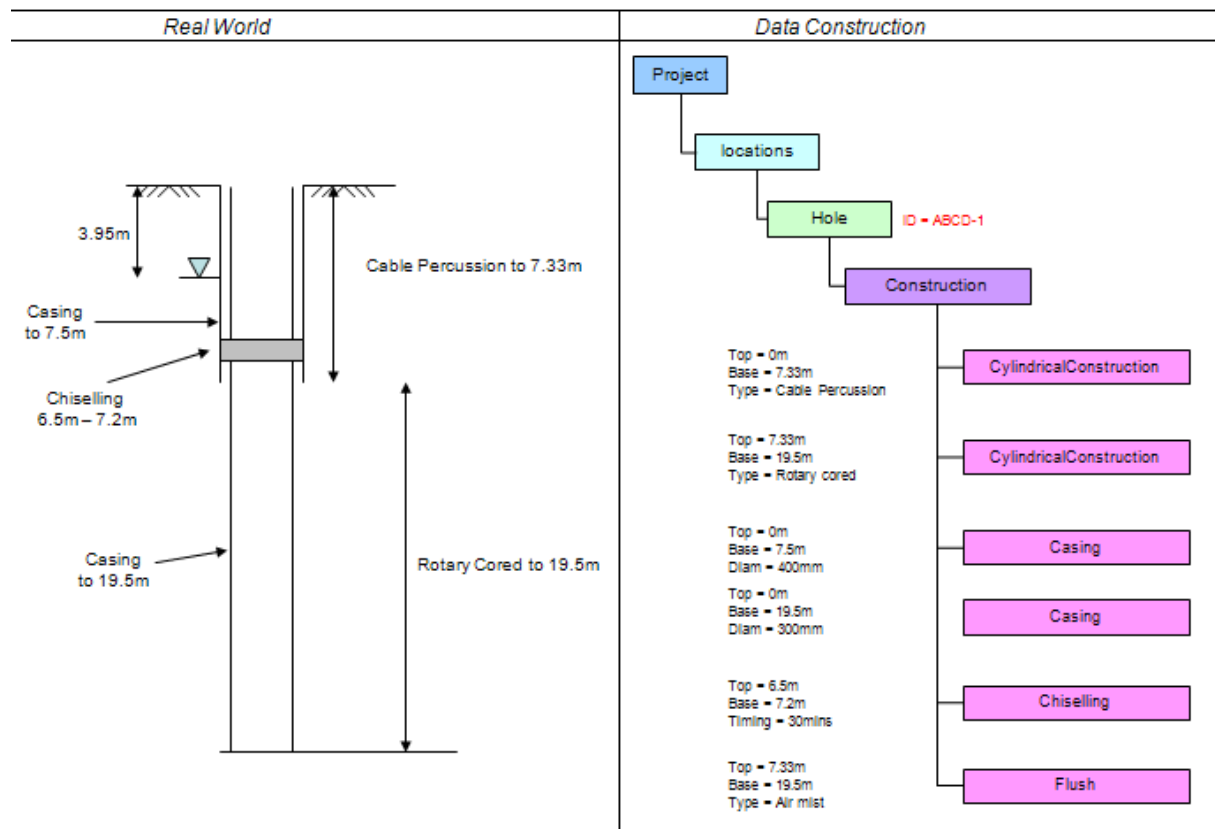 Real World
Data Construction
Project
locations
Hole
ID = ABCD-1
Construction
3.95m
Cable Percussion to 7.33m
Casing
to 7.5m
Chiselling
6.5m – 7.2m
Casing
to 19.5m
Rotary Cored to 19.5m
Top = 0m
Base = 7.33m
Type = Cable Percussion
CylindricalConstruction
Top = 7.33m
Base = 19.5m
Type = Rotary cored
CylindricalConstruction
Top = 0m
Base = 7.5m
Diam = 400mm
Casing
Top = 0m
Base = 19.5m
Diam = 300mm
Casing
Top = 6.5m
Base = 7.2m
Timing = 30mins
Chiselling
Top = 7.33m
Base = 19.5m
Type = Air mist
Flush